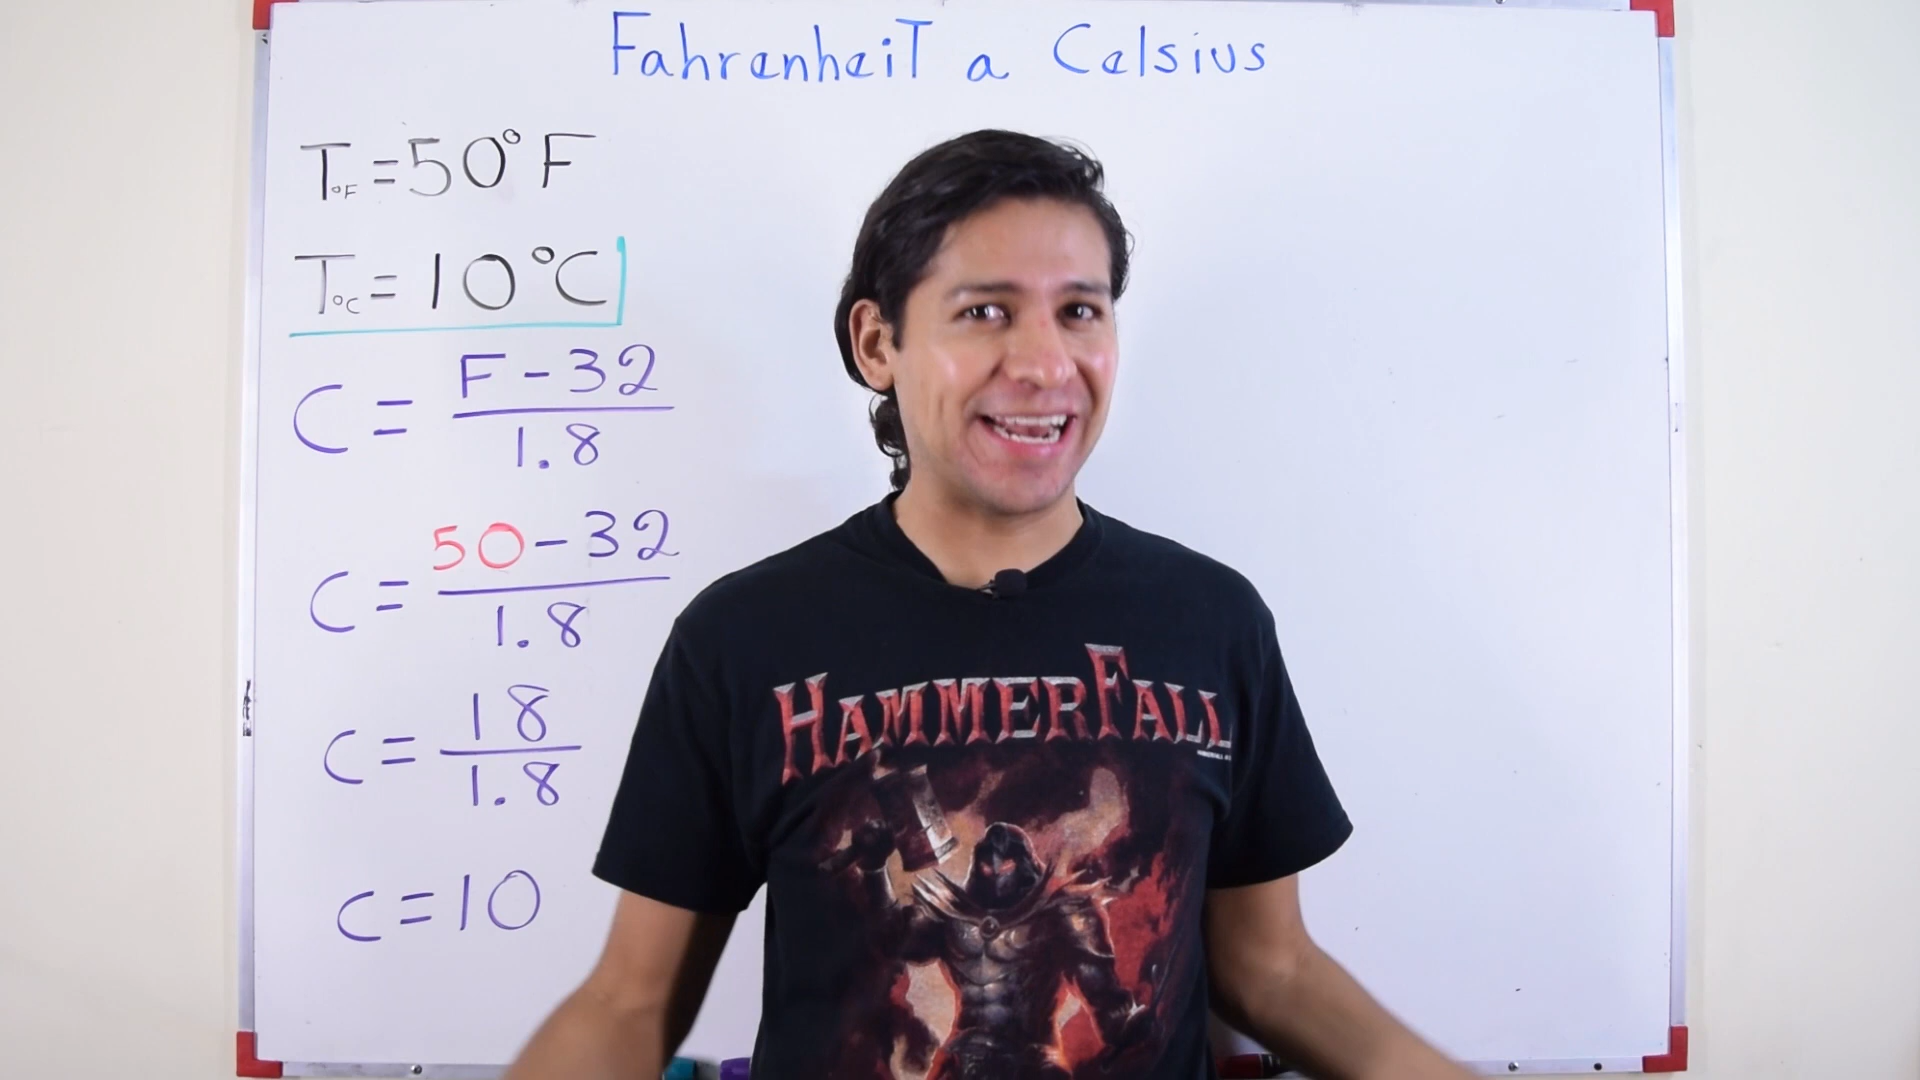 FahrenheiT a Celsius
T°F = 50° F
T°C = 10 °C
C = F - 32 / 1.8
C = 50 - 32 / 1.8
C = 18 / 1.8
C = 10
HAMMERFALL